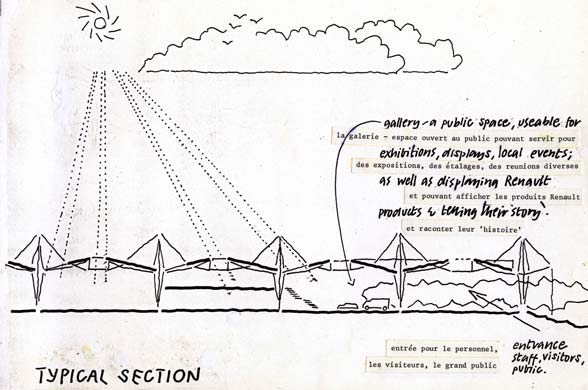 gallery - a public space, useable for
la galerie - espace ouvert au public pouvant servir pour
exhibitions, displays, local events;
des expositions, des étalages, des reunions diverses
as well as displaying Renault
et pouvant afficher les produits Renault
products & telling their 'story'.
et raconter leur 'histoire'
entrée pour le personnel,
les visiteurs, le grand public
entrance
staff, visitors,
public.
TYPICAL SECTION